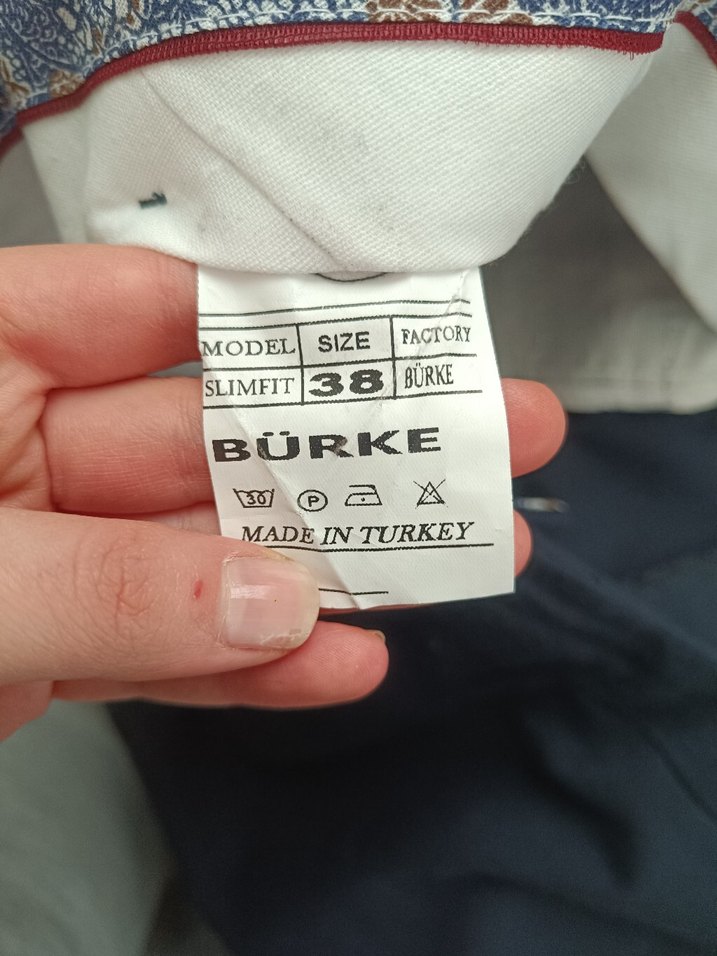 MODEL SIZE FACTORY
SLIMFIT 38 BÜRKE
BÜRKE
30 P
MADE IN TURKEY